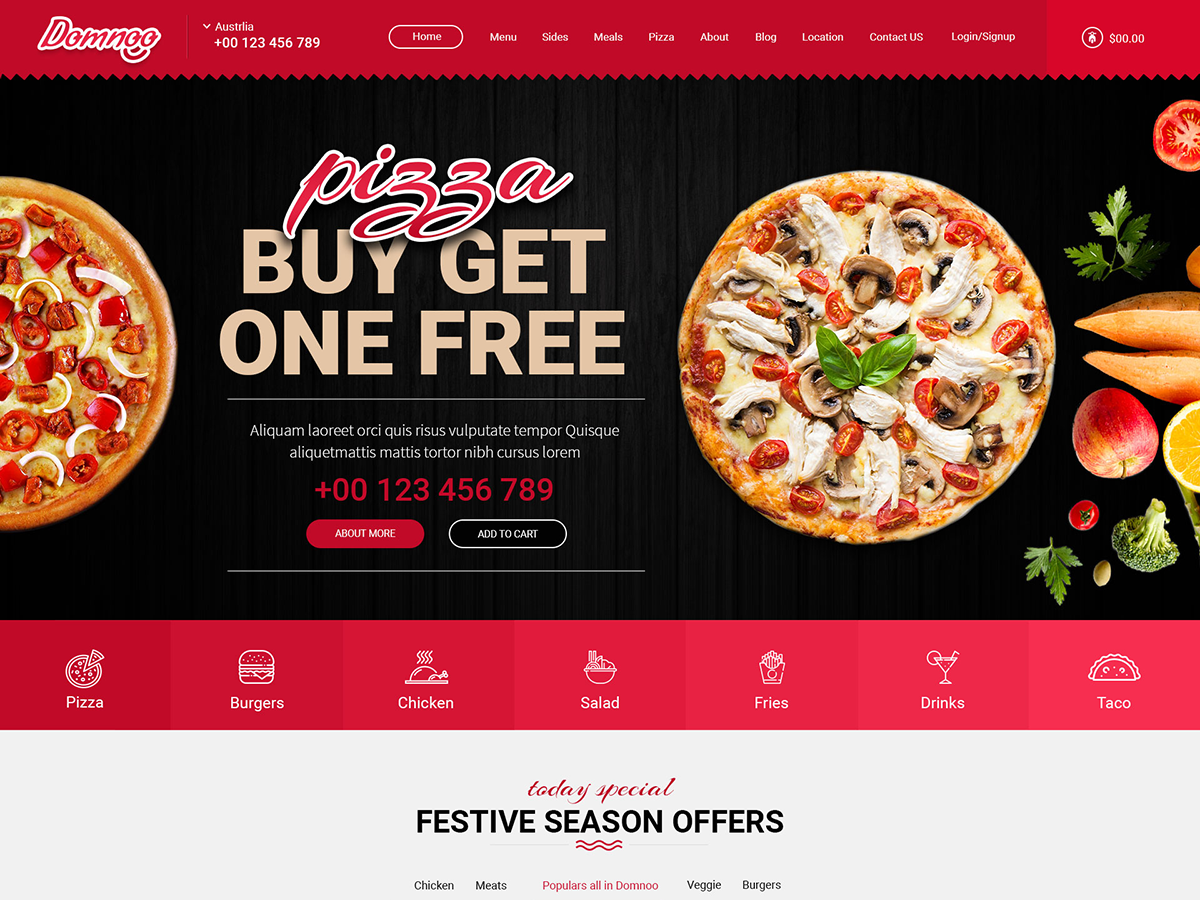 Domnoo
Austrlia
+00 123 456 789
Home
Menu
Sides
Meals
Pizza
About
Blog
Location
Contact US
Login/Signup
$00.00
pizza
BUY GET
ONE FREE
Aliquam laoreet orci quis risus vulputate tempor Quisque
aliquetmattis mattis tortor nibh cursus lorem
+00 123 456 789
ABOUT MORE
ADD TO CART
Pizza
Burgers
Chicken
Salad
Fries
Drinks
Taco
today special
FESTIVE SEASON OFFERS
Chicken
Meats
Populars all in Domnoo
Veggie
Burgers